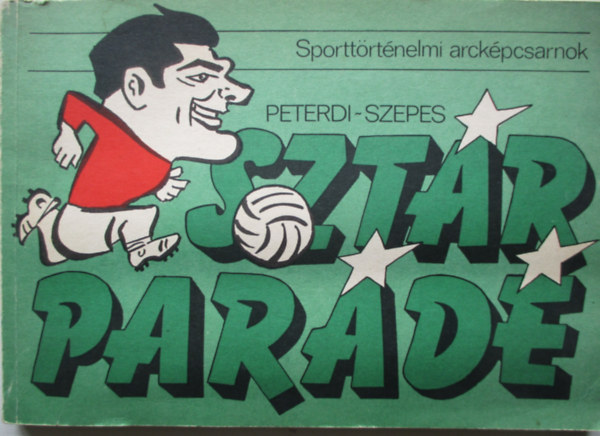 Sporttörténelmi arcképcsarnok
PETERDI-SZEPES
SZTÁR
PARÁDÉ